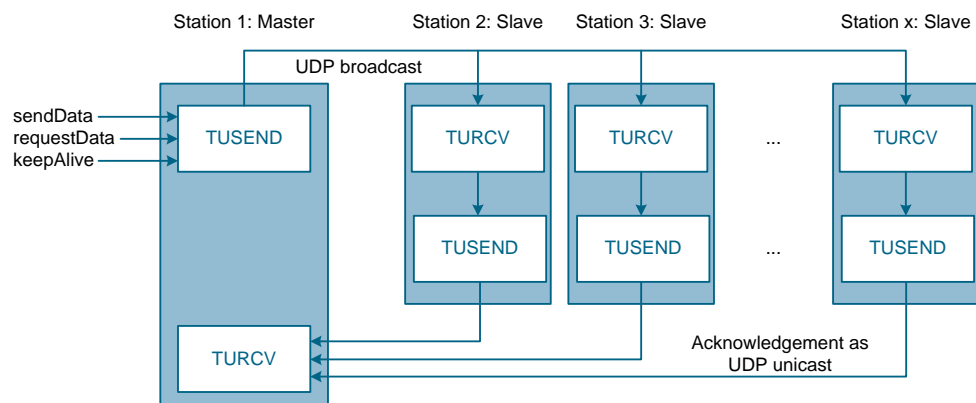 Station 1: Master
Station 2: Slave
Station 3: Slave
Station x: Slave
UDP broadcast
sendData
requestData
keepAlive
TUSEND
TURCV
TURCV
...
TURCV
TUSEND
TUSEND
...
TUSEND
TURCV
Acknowledgement as
UDP unicast